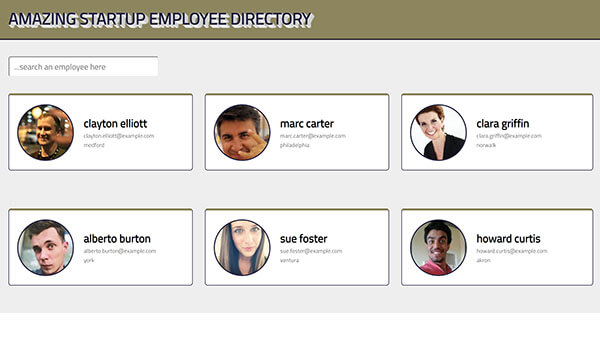 AMAZING STARTUP EMPLOYEE DIRECTORY
...search an employee here
clayton elliott
clayton.elliott@example.com
medford
marc carter
marc.carter@example.com
philadelphia
clara griffin
clara.griffin@example.com
norwalk
alberto burton
alberto.burton@example.com
york
sue foster
sue.foster@example.com
ventura
howard curtis
howard.curtis@example.com
akron